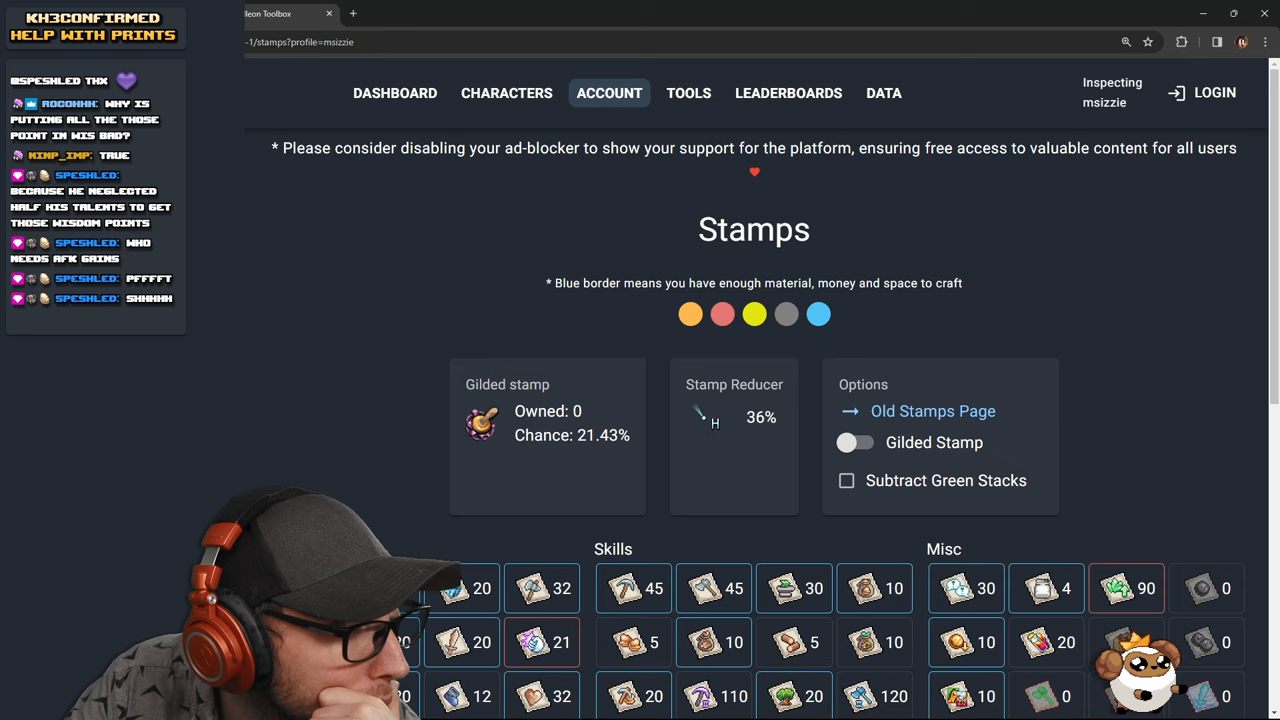 KH3CONFIRMED
HELP WITH PRINTS
@SPESHLED THX
ROCOHHH: WHY IS
PUTTING ALL THE THOSE
POINT IN WIS BAD?
NINP_IMP: TRUE
SPESHLED:
BECAUSE HE NEGLECTED
HALF HIS TALENTS TO GET
THOSE WISDOM POINTS
SPESHLED: WHO
NEEDS AFK GAINS
SPESHLED: PFFFFT
SPESHLED: SHHHHH
lleon Toolbox
-1/stamps?profile=msizzie
DASHBOARD CHARACTERS ACCOUNT TOOLS LEADERBOARDS DATA
Inspecting
msizzie
LOGIN
* Please consider disabling your ad-blocker to show your support for the platform, ensuring free access to valuable content for all users
Stamps
* Blue border means you have enough material, money and space to craft
Gilded stamp
Owned: 0
Chance: 21.43%
Stamp Reducer
H
36%
Options
Old Stamps Page
Gilded Stamp
Subtract Green Stacks
Skills
Misc
20 32 45 45 30 10 30 4 90 0
20 21 5 10 5 10 10 20 0
12 32 20 110 20 120 10 0 0